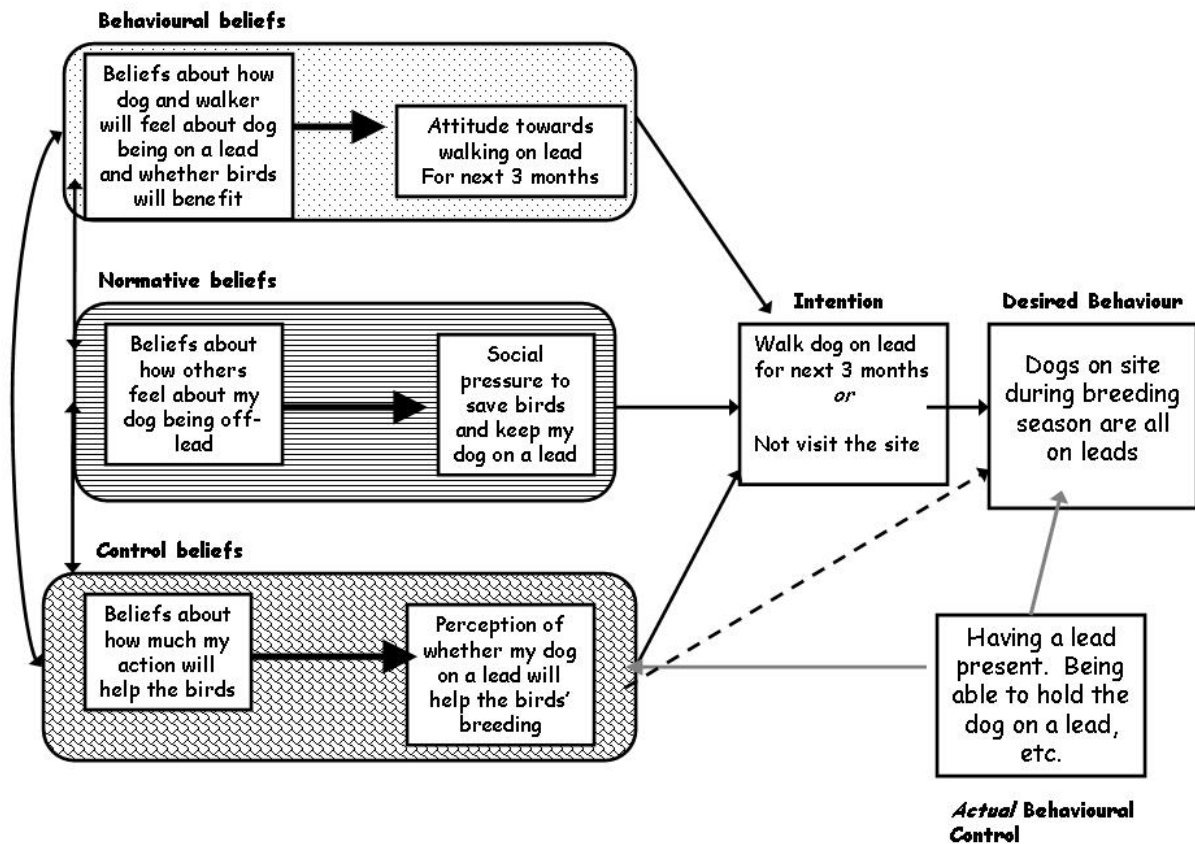 Behavioural beliefs
Beliefs about how
dog and walker
will feel about dog
being on a lead
and whether birds
will benefit
Attitude towards
walking on lead
For next 3 months
Normative beliefs
Beliefs about
how others
feel about my
dog being off-
lead
Social
pressure to
save birds
and keep my
dog on a lead
Control beliefs
Beliefs about
how much my
action will
help the birds
Perception of
whether my dog
on a lead will
help the birds'
breeding
Intention
Walk dog on lead
for next 3 months
or
Not visit the site
Desired Behaviour
Dogs on site
during breeding
season are all
on leads
Having a lead
present. Being
able to hold the
dog on a lead,
etc.
Actual Behavioural
Control